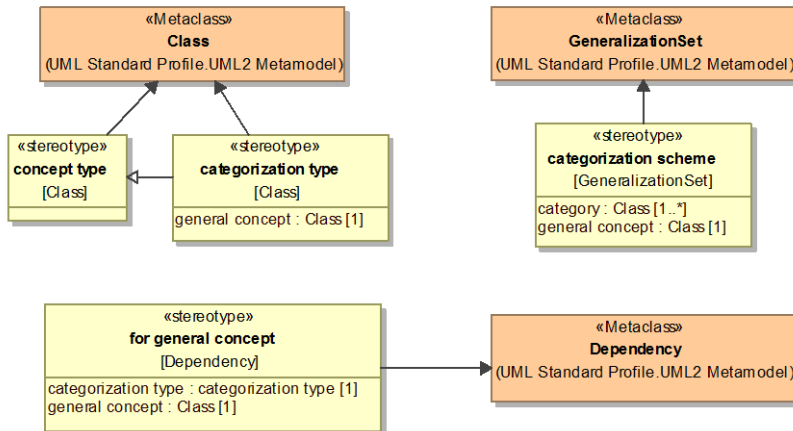 «Metaclass»
Class
(UML Standard Profile.UML2 Metamodel)
«Metaclass»
GeneralizationSet
(UML Standard Profile.UML2 Metamodel)
«stereotype»
concept type
[Class]
«stereotype»
categorization type
[Class]
general concept : Class [1]
«stereotype»
categorization scheme
[GeneralizationSet]
category : Class [1..*]
general concept : Class [1]
«stereotype»
for general concept
[Dependency]
categorization type : categorization type [1]
general concept : Class [1]
«Metaclass»
Dependency
(UML Standard Profile.UML2 Metamodel)